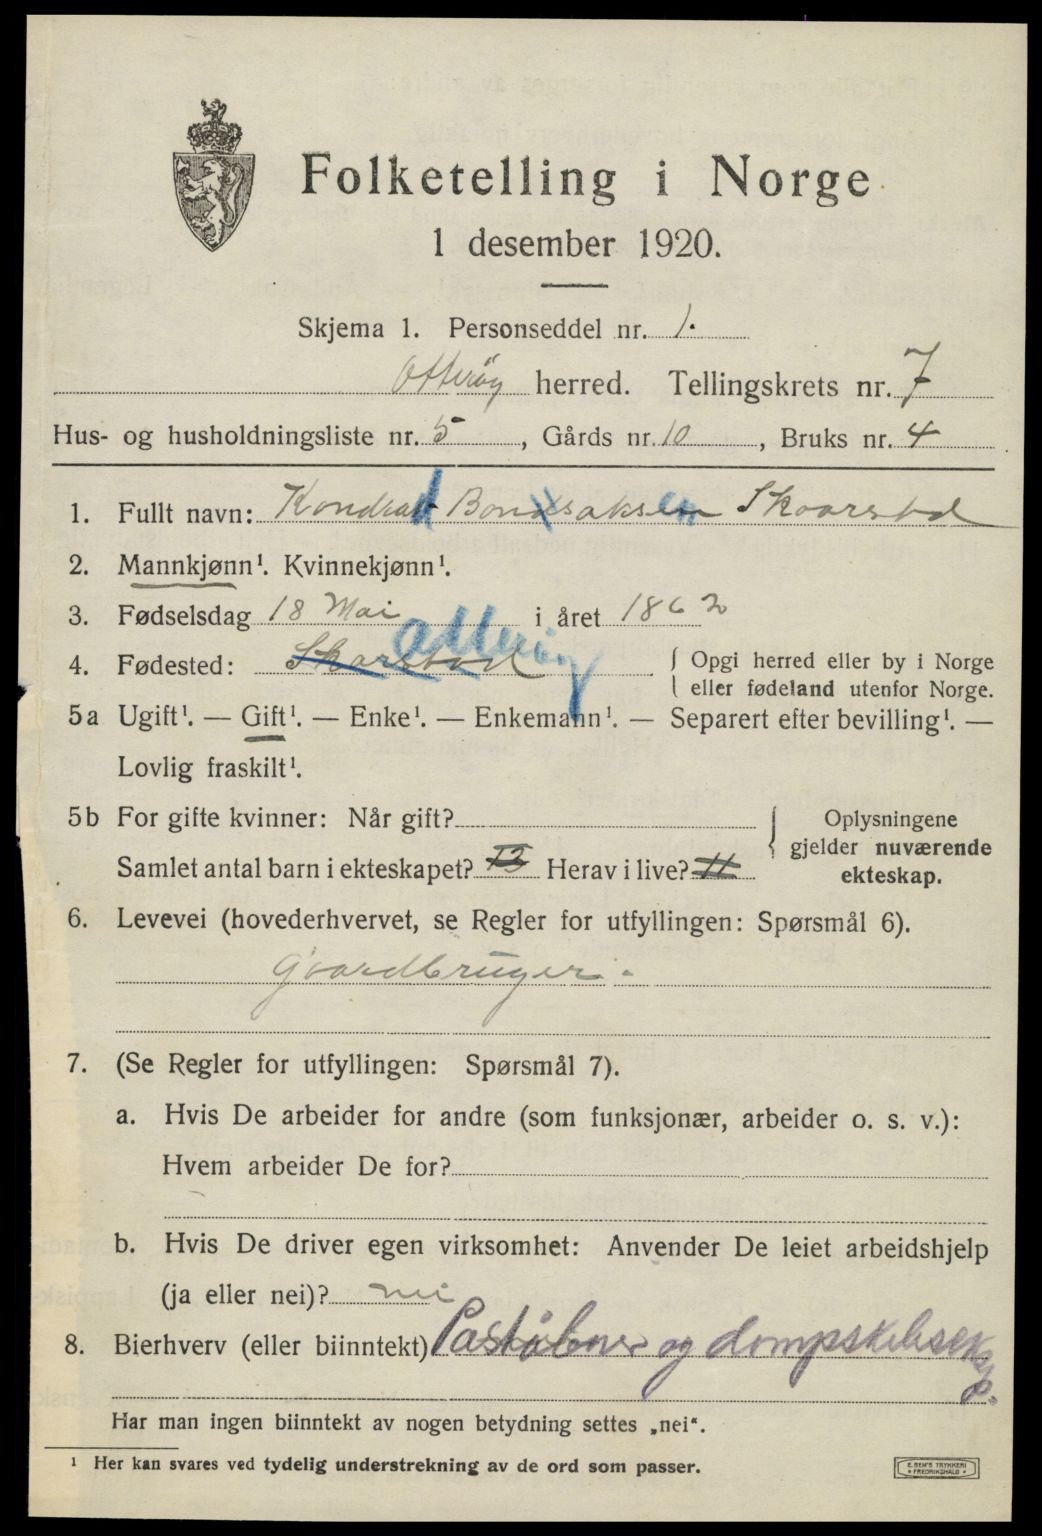 Folketelling i Norge
1 desember 1920.
Skjema 1. Personseddel nr. 1.
Otterøy herred. Tellingskrets nr. 7
Hus- og husholdningsliste nr. 5, Gårds nr. 10, Bruks nr. 4
1. Fullt navn: Skaarstad
2. Mannkjønn¹. Kvinnekjønn¹.
3. Fødselsdag 18 Mai i året 1862
4. Fødested: Skarstad Otterøy { Opgi herred eller by i Norge
eller fødeland utenfor Norge.
5a Ugift¹. — Gift¹. — Enke¹. — Enkemann¹. — Separert efter bevilling¹. —
Lovlig fraskilt¹.
5b For gifte kvinner: Når gift? } Oplysningene
gjelder nuværende
Samlet antal barn i ekteskapet? 13 Herav i live? 11 ekteskap.
6. Levevei (hovederhvervet, se Regler for utfyllingen: Spørsmål 6).
Gaardbruger.
7. (Se Regler for utfyllingen: Spørsmål 7).
a. Hvis De arbeider for andre (som funksjonær, arbeider o. s. v.):
Hvem arbeider De for?
b. Hvis De driver egen virksomhet: Anvender De leiet arbeidshjelp
(ja eller nei)? nei
8. Bierhverv (eller biinntekt) og
Har man ingen biinntekt av nogen betydning settes „nei“.
¹ Her kan svares ved tydelig understrekning av de ord som passer.
E. SEM'S TRYKKERI
• FREDRIKSHALD •